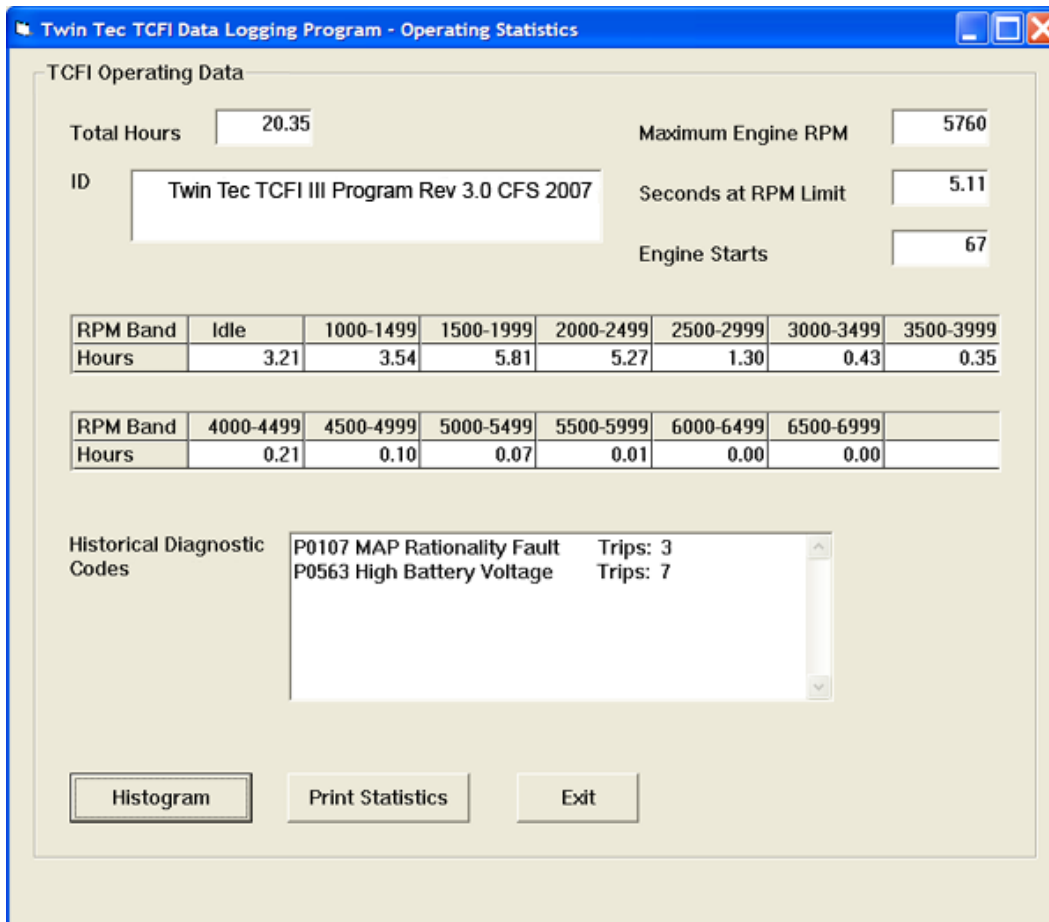 Twin Tec TCFI Data Logging Program - Operating Statistics
TCFI Operating Data
Total Hours 20.35 Maximum Engine RPM 5760
ID Twin Tec TCFI III Program Rev 3.0 CFS 2007 Seconds at RPM Limit 5.11
Engine Starts 67
RPM Band Idle 1000-1499 1500-1999 2000-2499 2500-2999 3000-3499 3500-3999
Hours 3.21 3.54 5.81 5.27 1.30 0.43 0.35
RPM Band 4000-4499 4500-4999 5000-5499 5500-5999 6000-6499 6500-6999
Hours 0.21 0.10 0.07 0.01 0.00 0.00
Historical Diagnostic Codes
P0107 MAP Rationality Fault Trips: 3
P0563 High Battery Voltage Trips: 7
Histogram Print Statistics Exit